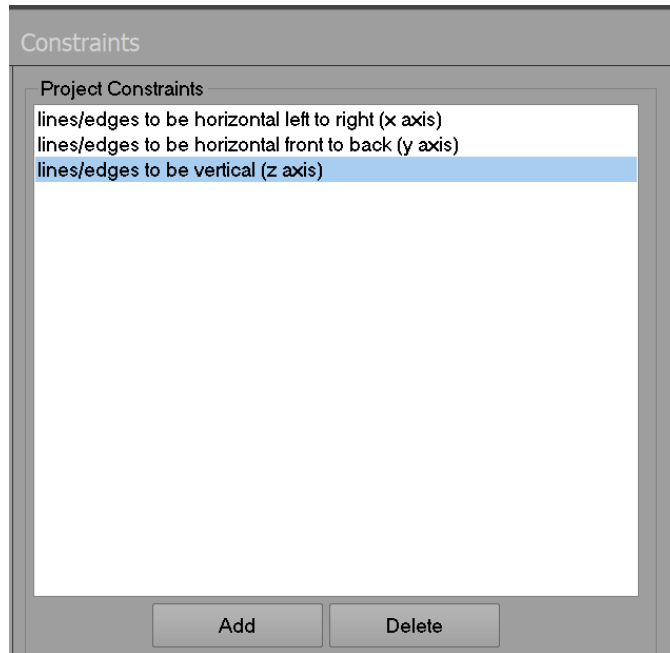 Constraints
Project Constraints
lines/edges to be horizontal left to right (x axis)
lines/edges to be horizontal front to back (y axis)
lines/edges to be vertical (z axis)
Add
Delete